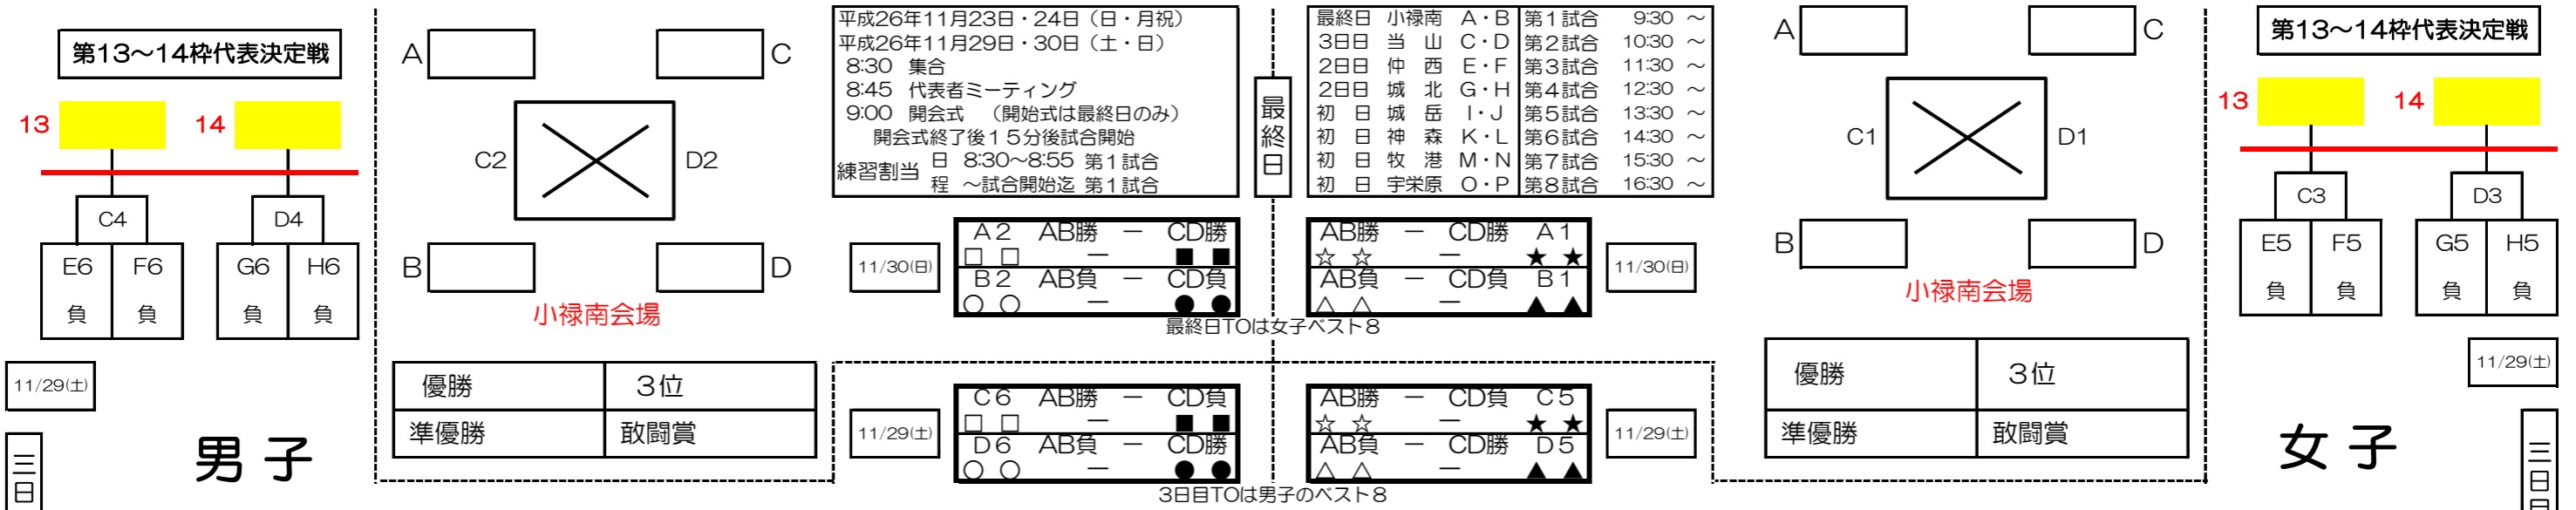 第13～14枠代表決定戦
13
14
C4
D4
E6
F6
G6
H6
負
負
負
負
11/29(土)
男 子
三日
A
C
C2
D2
B
D
小禄南会場
優勝
３位
準優勝
敢闘賞
平成26年11月23日・24日（日・月祝）
平成26年11月29日・30日（土・日）
8:30 集合
8:45 代表者ミーティング
9:00 開会式 （開始式は最終日のみ）
開会式終了後１５分後試合開始
練習割当
日 8:30～8:55 第１試合
程 ～試合開始迄 第１試合
最終日
最終日 小禄南 A・B 第１試合 9:30 ～
3日日 当 山 C・D 第２試合 10:30 ～
2日日 仲 西 E・F 第３試合 11:30 ～
2日日 城 北 G・H 第４試合 12:30 ～
初 日 城 岳 I・J 第５試合 13:30 ～
初 日 神 森 K・L 第６試合 14:30 ～
初 日 牧 港 M・N 第７試合 15:30 ～
初 日 宇栄原 O・P 第８試合 16:30 ～
11/30(日)
A２ AB勝 － CD勝
□ □ － ■ ■
B２ AB負 － CD負
○ ○ － ● ●
AB勝 － CD勝 A１
☆ ☆ － ★ ★
AB負 － CD負 B１
△ △ － ▲ ▲
11/30(日)
最終日TOは女子ベスト８
11/29(土)
C６ AB勝 － CD負
□ □ － ■ ■
D６ AB負 － CD勝
○ ○ － ● ●
AB勝 － CD負 C５
☆ ☆ － ★ ★
AB負 － CD勝 D５
△ △ － ▲ ▲
11/29(土)
3日目TOは男子のベスト８
A
C
C1
D1
B
D
小禄南会場
優勝
３位
準優勝
敢闘賞
第13～14枠代表決定戦
13
14
C3
D3
E5
F5
G5
H5
負
負
負
負
11/29(土)
女 子
三日